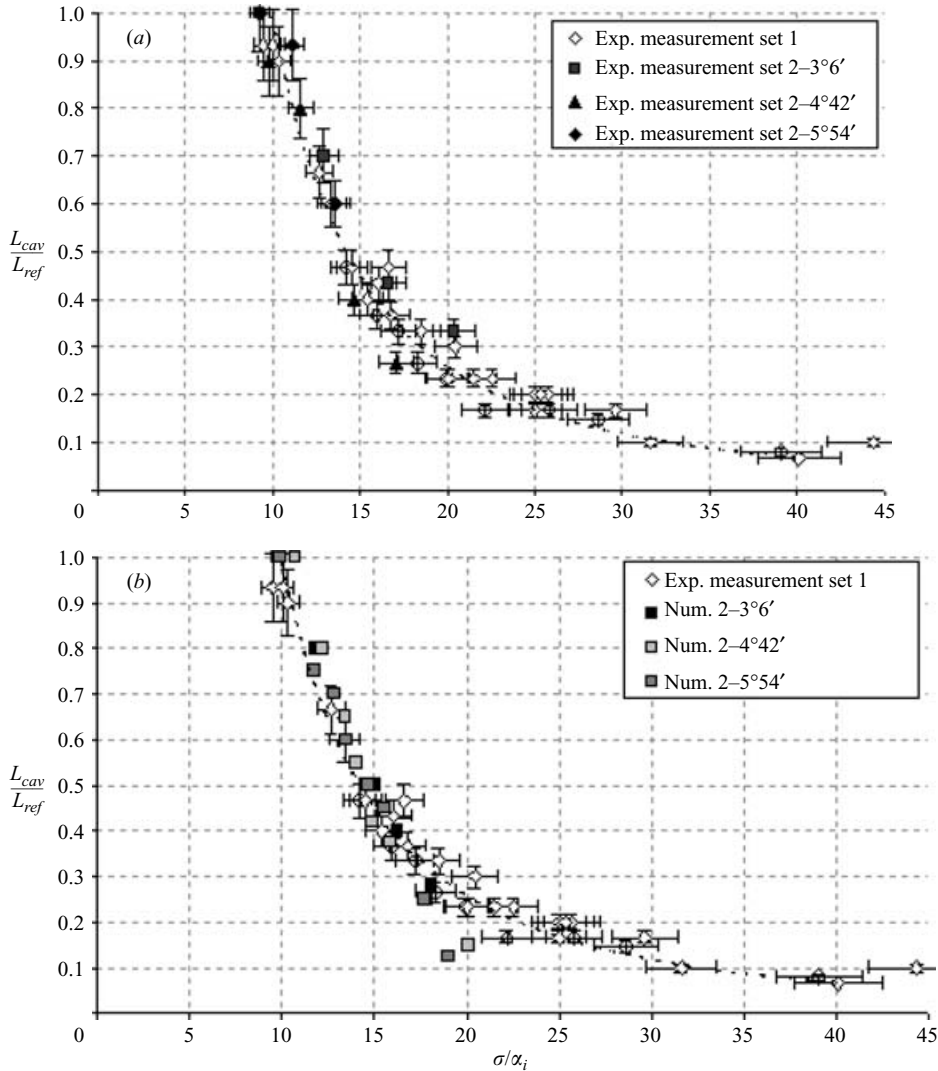 1.0
(a)
Exp. measurement set 1
0.9
Exp. measurement set 2–3°6′
0.8
Exp. measurement set 2–4°42′
0.7
Exp. measurement set 2–5°54′
0.6
L_cav
L_ref
0.5
0.4
0.3
0.2
0.1
0 5 10 15 20 25 30 35 40 45
1.0
(b)
Exp. measurement set 1
0.9
Num. 2–3°6′
0.8
Num. 2–4°42′
0.7
Num. 2–5°54′
0.6
L_cav
L_ref
0.5
0.4
0.3
0.2
0.1
0 5 10 15 20 25 30 35 40 45
σ/α_i